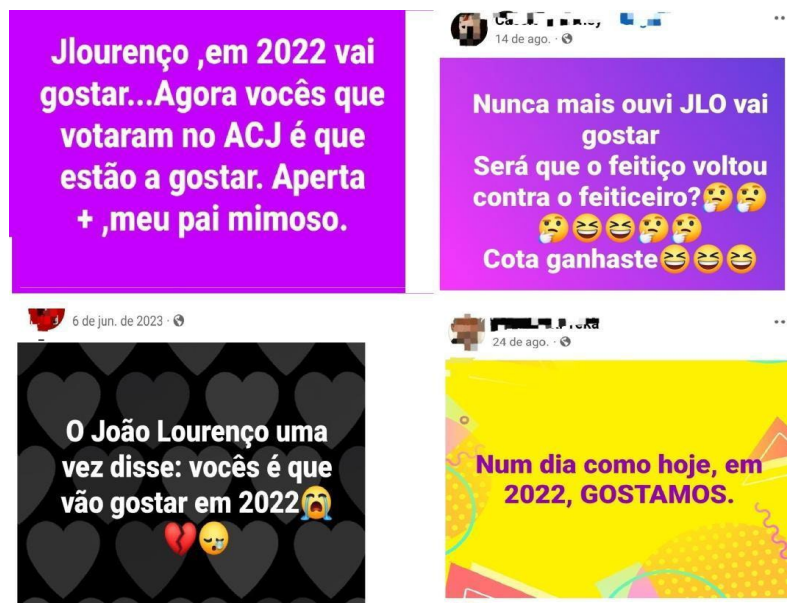 Jlourenço ,em 2022 vai
gostar...Agora vocês que
votaram no ACJ é que
estão a gostar. Aperta
+ ,meu pai mimoso.
14 de ago.
Nunca mais ouvi JLO vai
gostar
Será que o feitiço voltou
contra o feiticeiro?🤔🤔
🤔😆😆🤔🤔
Cota ganhaste😆😆😆
6 de jun. de 2023
O João Lourenço uma
vez disse: vocês é que
vão gostar em 2022😭
💔😪
24 de ago.
Num dia como hoje, em
2022, GOSTAMOS.